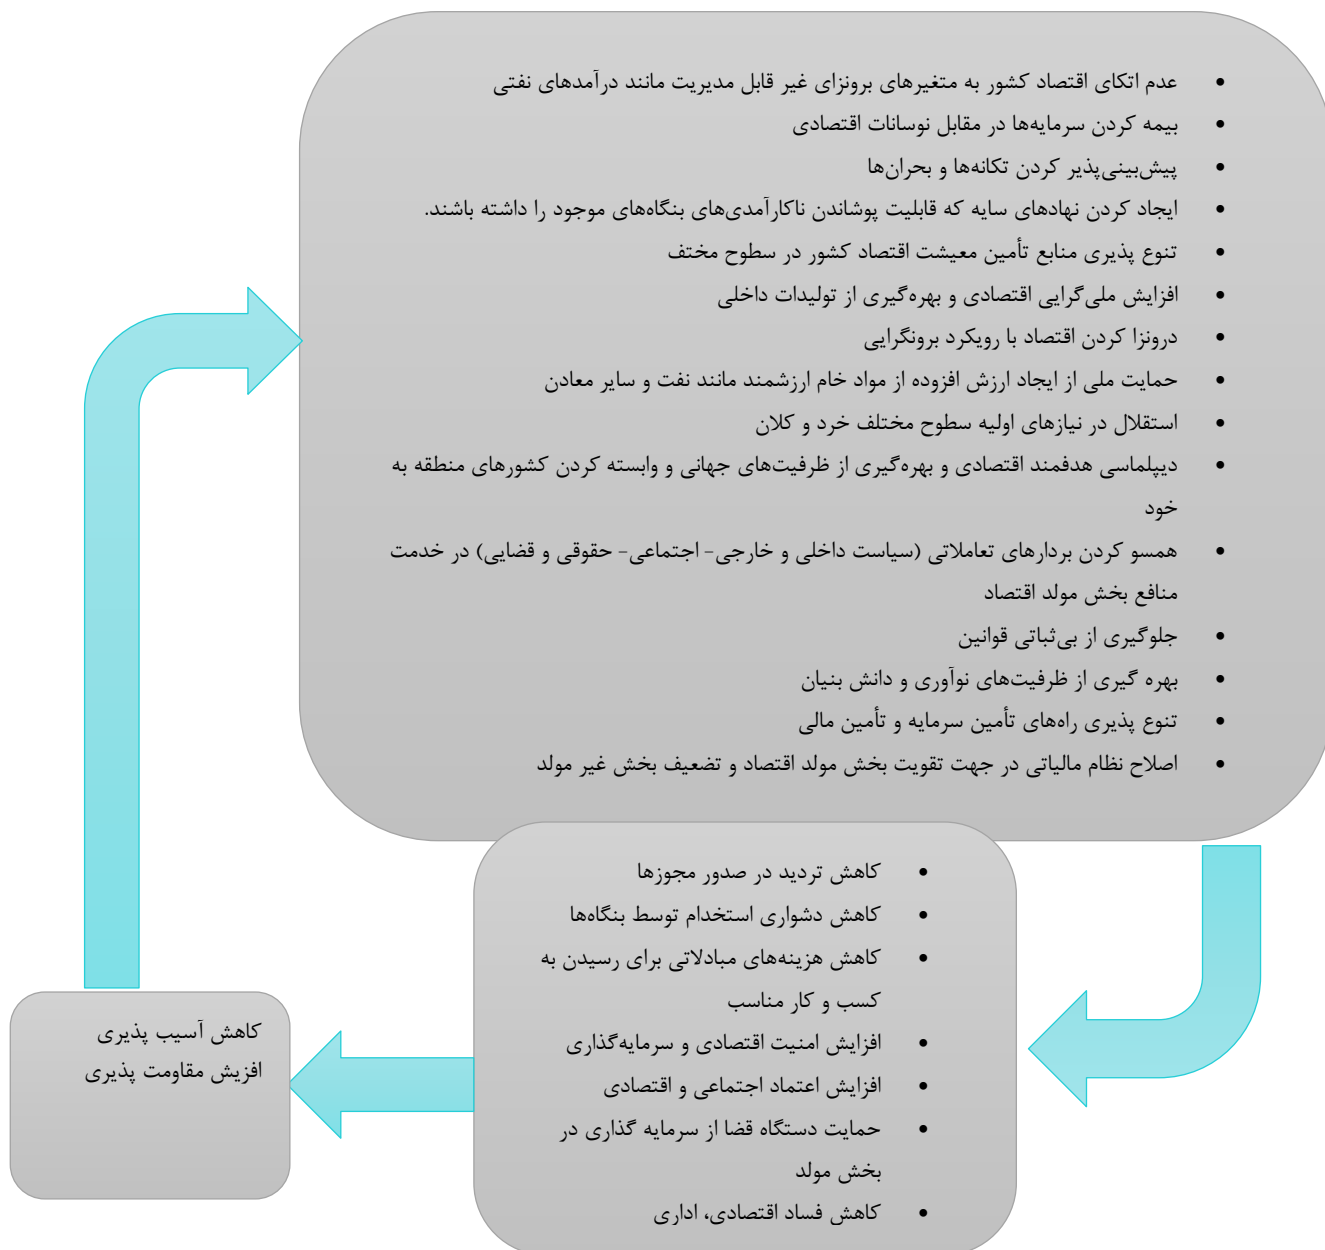 • عدم اتکای اقتصاد کشور به متغیرهای برونزای غیر قابل مدیریت مانند درآمدهای نفتی
• بیمه کردن سرمایه‌ها در مقابل نوسانات اقتصادی
• پیش‌بینی‌پذیر کردن تکانه‌ها و بحران‌ها
• ایجاد کردن نهادهای سایه که قابلیت پوشاندن ناکارآمدی‌های بنگاه‌های موجود را داشته باشند.
• تنوع پذیری منابع تأمین معیشت اقتصاد کشور در سطوح مختف
• افزایش ملی‌گرایی اقتصادی و بهره‌گیری از تولیدات داخلی
• درونزا کردن اقتصاد با رویکرد برونگرایی
• حمایت ملی از ایجاد ارزش افزوده از مواد خام ارزشمند مانند نفت و سایر معادن
• استقلال در نیازهای اولیه سطوح مختلف خرد و کلان
• دیپلماسی هدفمند اقتصادی و بهره‌گیری از ظرفیت‌های جهانی و وابسته کردن کشورهای منطقه به
خود
• همسو کردن بردارهای تعاملاتی (سیاست داخلی و خارجی- اجتماعی- حقوقی و قضایی) در خدمت
منافع بخش مولد اقتصاد
• جلوگیری از بی‌ثباتی قوانین
• بهره گیری از ظرفیت‌های نوآوری و دانش بنیان
• تنوع پذیری راه‌های تأمین سرمایه و تأمین مالی
• اصلاح نظام مالیاتی در جهت تقویت بخش مولد اقتصاد و تضعیف بخش غیر مولد
• کاهش تردید در صدور مجوزها
• کاهش دشواری استخدام توسط بنگاه‌ها
• کاهش هزینه‌های مبادلاتی برای رسیدن به
کسب و کار مناسب
• افزایش امنیت اقتصادی و سرمایه‌گذاری
• افزایش اعتماد اجتماعی و اقتصادی
• حمایت دستگاه قضا از سرمایه گذاری در
بخش مولد
• کاهش فساد اقتصادی، اداری
کاهش آسیب پذیری
افزیش مقاومت پذیری